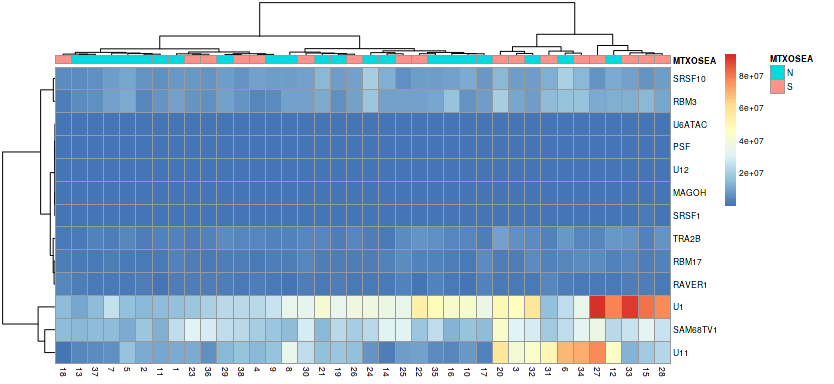 MTXOSEA
SRSF10
RBM3
U6ATAC
PSF
U12
MAGOH
SRSF1
TRA2B
RBM17
RAVER1
U1
SAM68TV1
U11
18 13 37 7 5 2 11 1 23 36 29 38 4 9 8 30 21 19 26 24 14 25 22 35 16 10 17 20 3 32 31 6 34 27 12 33 15 28
8e+07
6e+07
4e+07
2e+07
MTXOSEA
N
S